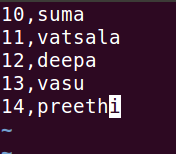 10,suma
11,vatsala
12,deepa
13,vasu
14,preethi
~
~